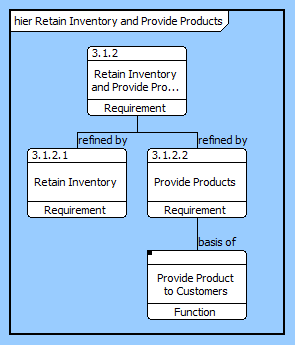 hier Retain Inventory and Provide Products
3.1.2
Retain Inventory
and Provide Pro...
Requirement
refined by
refined by
3.1.2.1
Retain Inventory
Requirement
3.1.2.2
Provide Products
Requirement
basis of
Provide Product
to Customers
Function